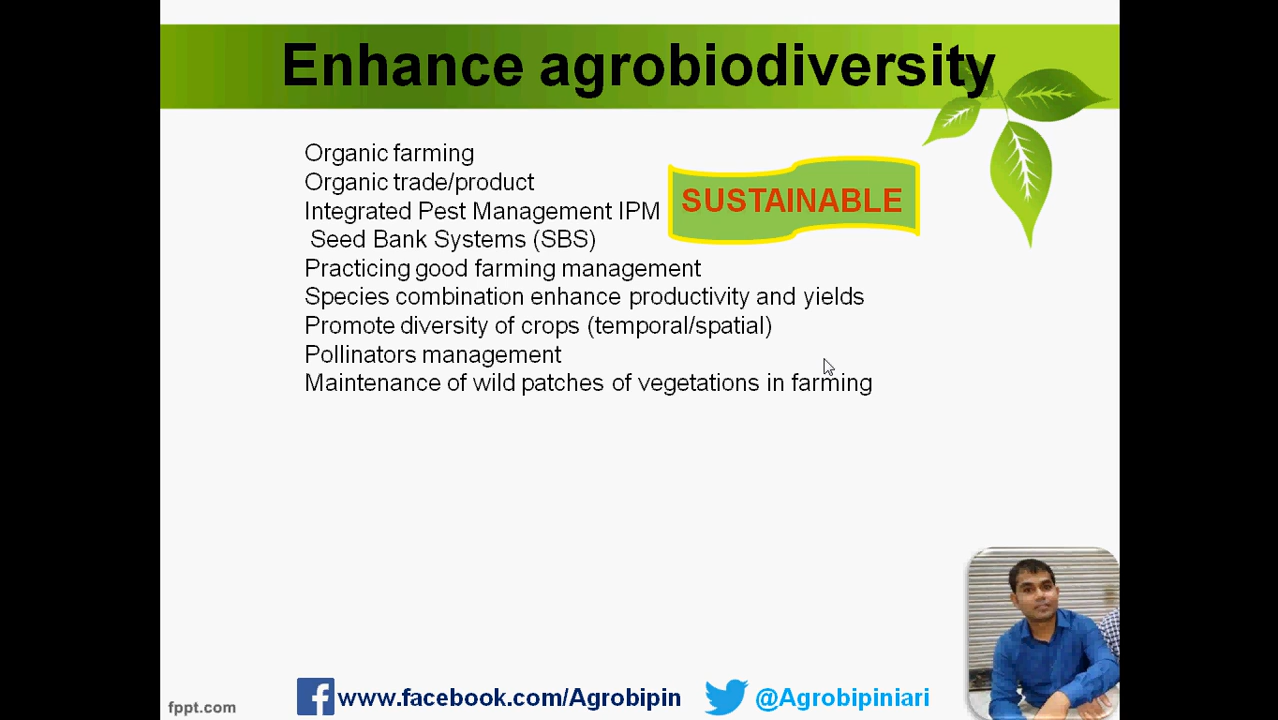 Enhance agrobiodiversity
Organic farming
Organic trade/product
Integrated Pest Management IPM
Seed Bank Systems (SBS)
Practicing good farming management
Species combination enhance productivity and yields
Promote diversity of crops (temporal/spatial)
Pollinators management
Maintenance of wild patches of vegetations in farming
SUSTAINABLE
fppt.com
www.facebook.com/Agrobipin
@Agrobipiniari